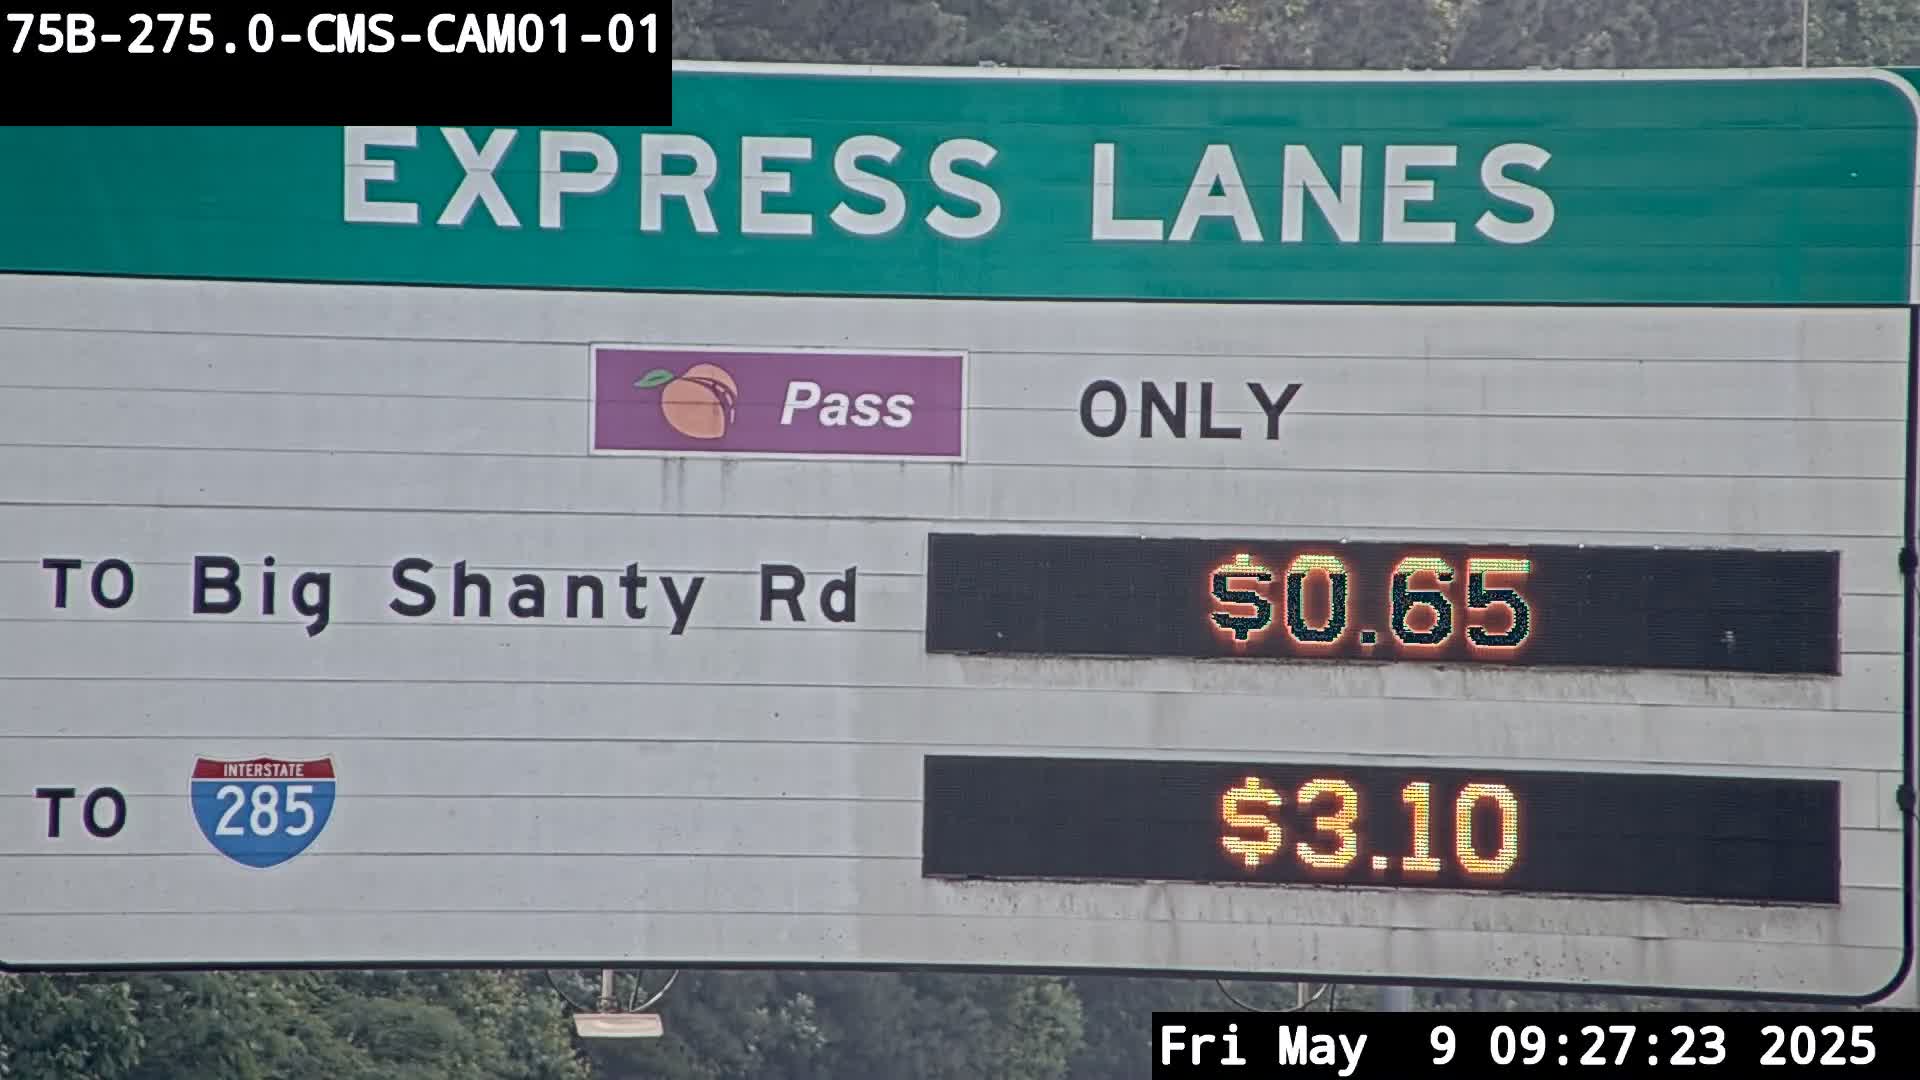 75B-275.0-CMS-CAM01-01
EXPRESS LANES
Pass ONLY
TO Big Shanty Rd $0.65
TO INTERSTATE 285 $3.10
Fri May 9 09:27:23 2025